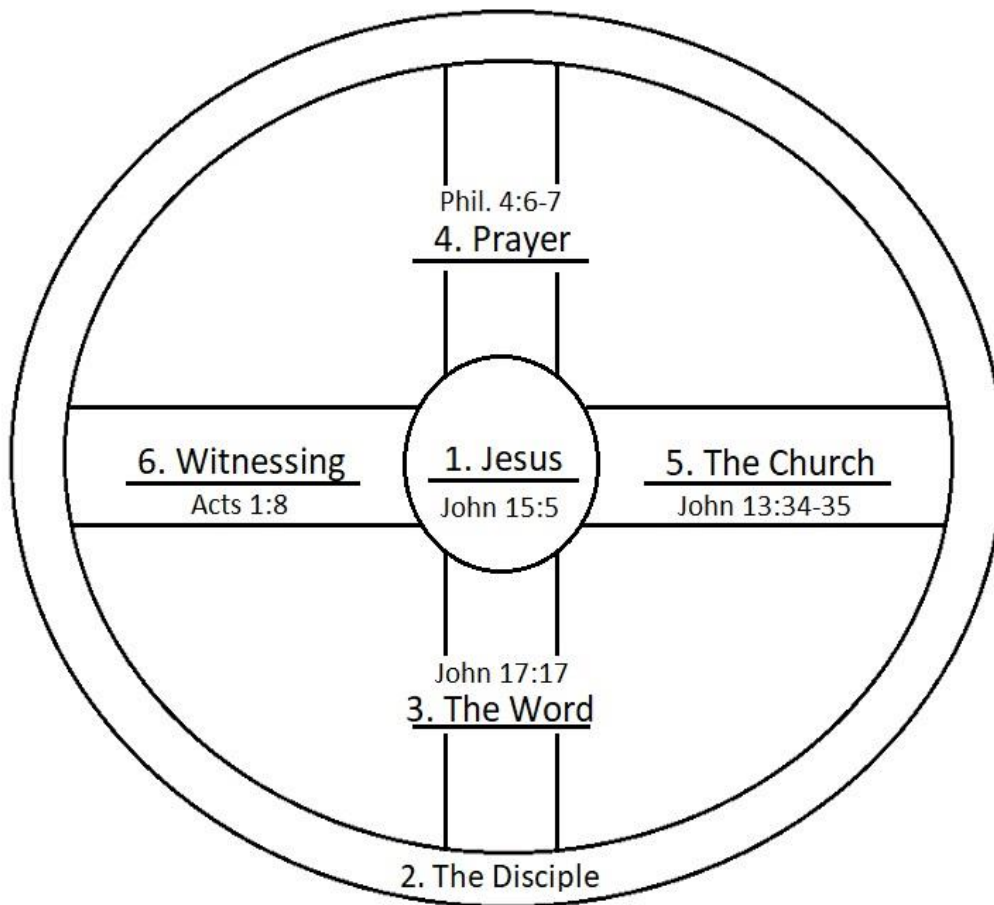 Phil. 4:6-7
4. Prayer
6. Witnessing
Acts 1:8
1. Jesus
John 15:5
5. The Church
John 13:34-35
John 17:17
3. The Word
2. The Disciple